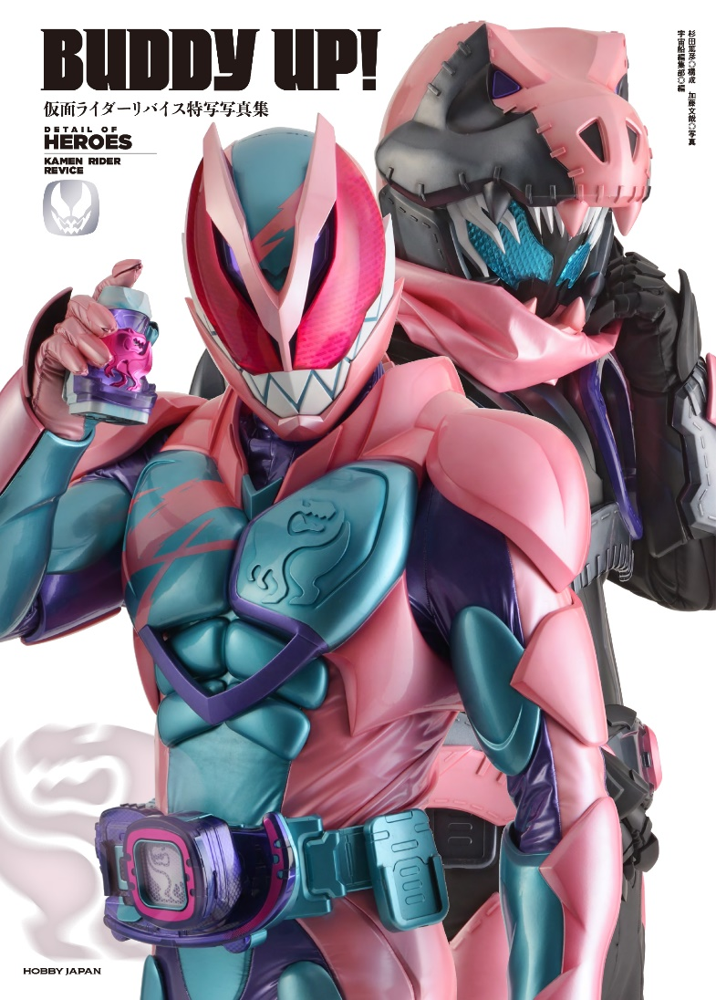 BUDDY UP!
仮面ライダーリバイス特写写真集
DETAIL OF
HEROES
KAMEN RIDER
REVICE
杉田篤彦◎構成　加藤文哉◎写真
宇宙船編集部◎編
HOBBY JAPAN